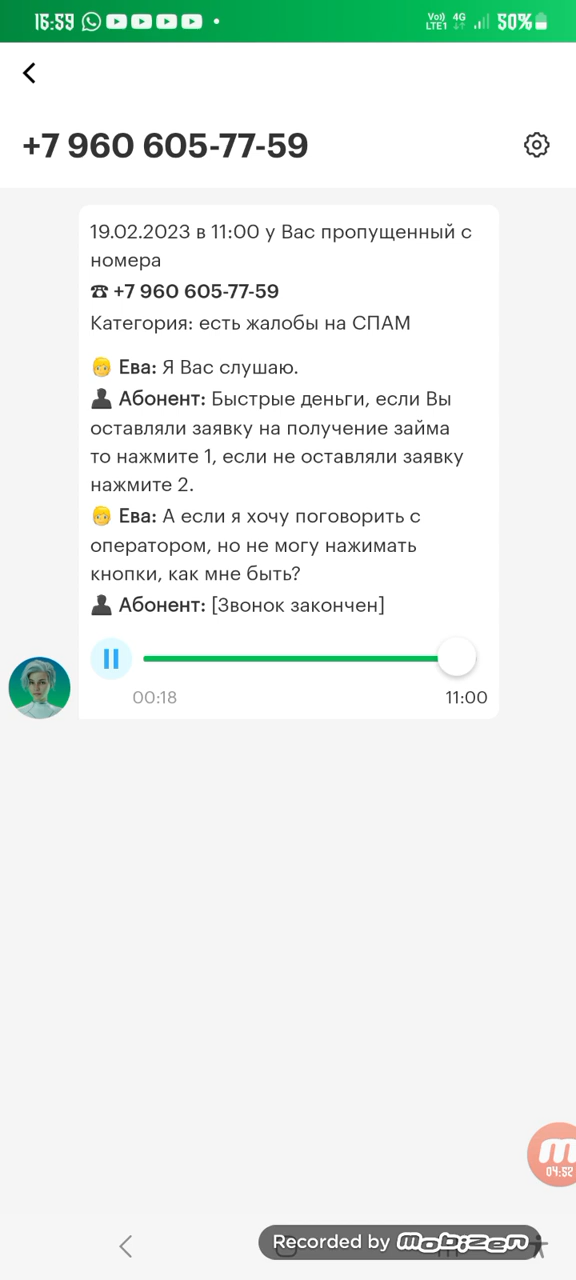 16:59
Vo)) 4G
LTE1
50%
+7 960 605-77-59
19.02.2023 в 11:00 у Вас пропущенный с
номера
☎ +7 960 605-77-59
Категория: есть жалобы на СПАМ
Ева: Я Вас слушаю.
Абонент: Быстрые деньги, если Вы
оставляли заявку на получение займа
то нажмите 1, если не оставляли заявку
нажмите 2.
Ева: А если я хочу поговорить с
оператором, но не могу нажимать
кнопки, как мне быть?
Абонент: [Звонок закончен]
00:18
11:00
m
04:52
Recorded by mobizen